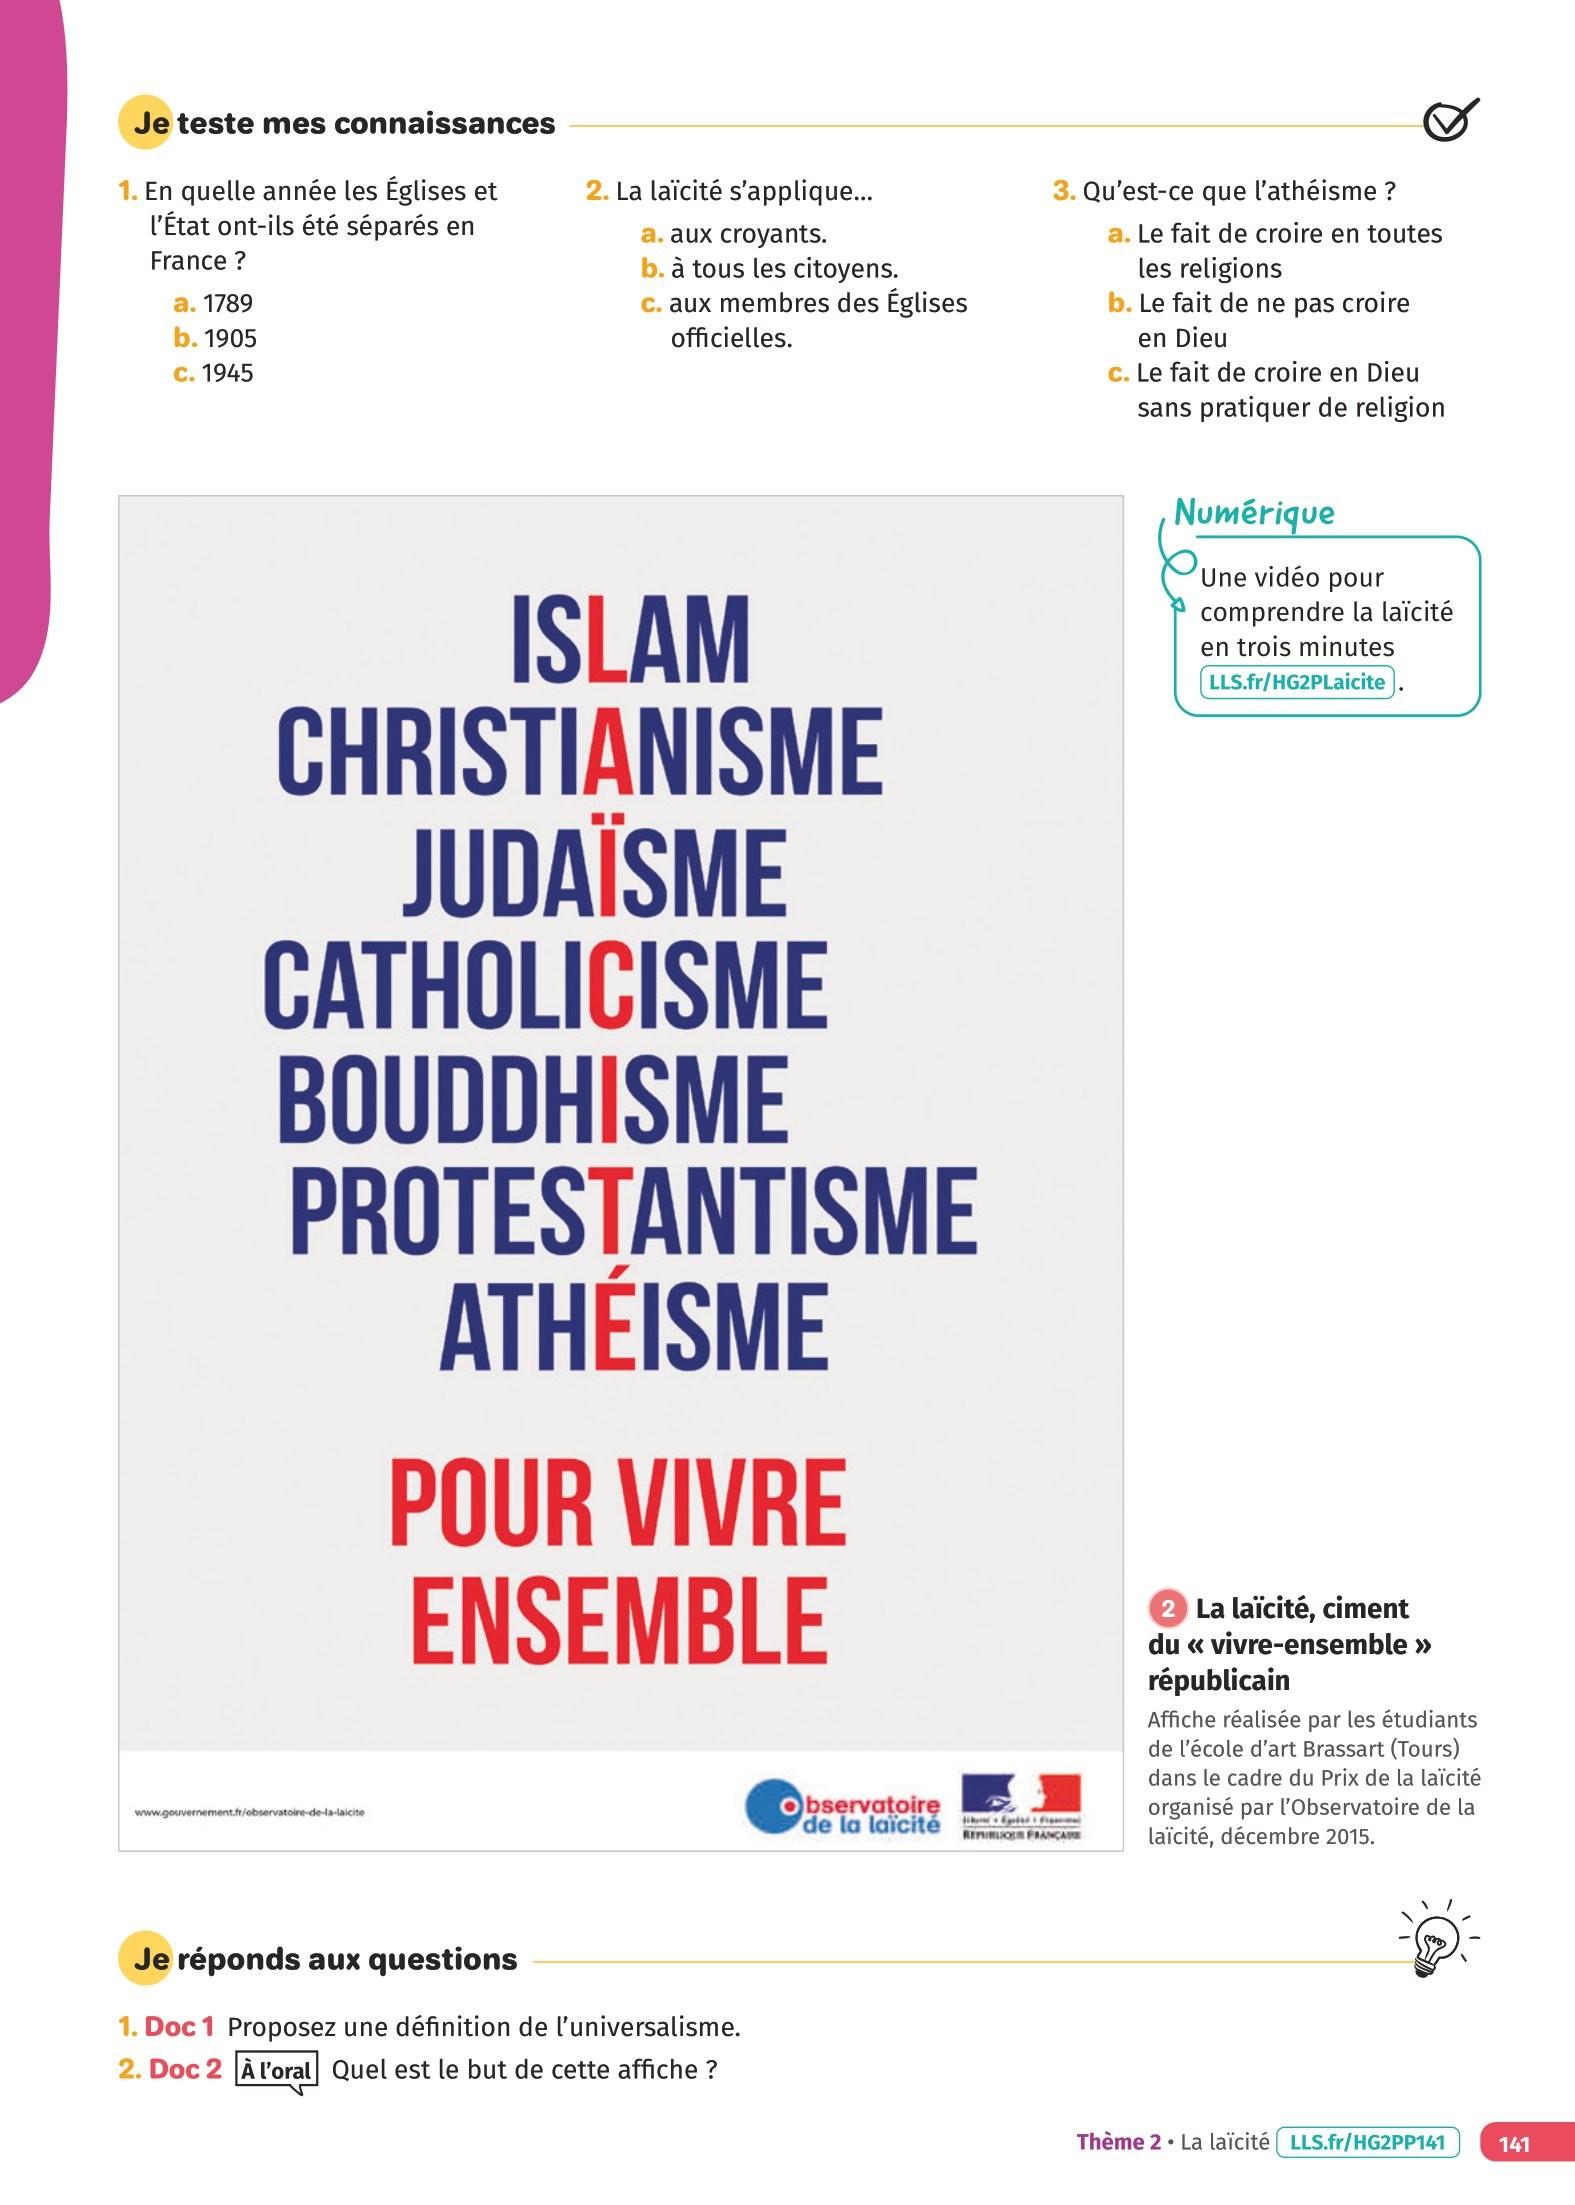 Je teste mes connaissances
1. En quelle année les Églises et
l'État ont-ils été séparés en
France ?
a. 1789
b. 1905
c. 1945
2. La laïcité s'applique…
a. aux croyants.
b. à tous les citoyens.
c. aux membres des Églises
officielles.
3. Qu'est-ce que l'athéisme ?
a. Le fait de croire en toutes
les religions
b. Le fait de ne pas croire
en Dieu
c. Le fait de croire en Dieu
sans pratiquer de religion
ISLAM
CHRISTIANISME
JUDAÏSME
CATHOLICISME
BOUDDHISME
PROTESTANTISME
ATHÉISME
POUR VIVRE
ENSEMBLE
www.gouvernement.fr/observatoire-de-la-laicite
Observatoire
de la laïcité
Liberté • Égalité • Fraternité
RÉPUBLIQUE FRANÇAISE
Numérique
Une vidéo pour
comprendre la laïcité
en trois minutes
LLS.fr/HG2PLaicite .
2 La laïcité, ciment
du « vivre-ensemble »
républicain
Affiche réalisée par les étudiants
de l'école d'art Brassart (Tours)
dans le cadre du Prix de la laïcité
organisé par l'Observatoire de la
laïcité, décembre 2015.
Je réponds aux questions
1. Doc 1 Proposez une définition de l'universalisme.
2. Doc 2 À l'oral Quel est le but de cette affiche ?
Thème 2 • La laïcité LLS.fr/HG2PP141 141